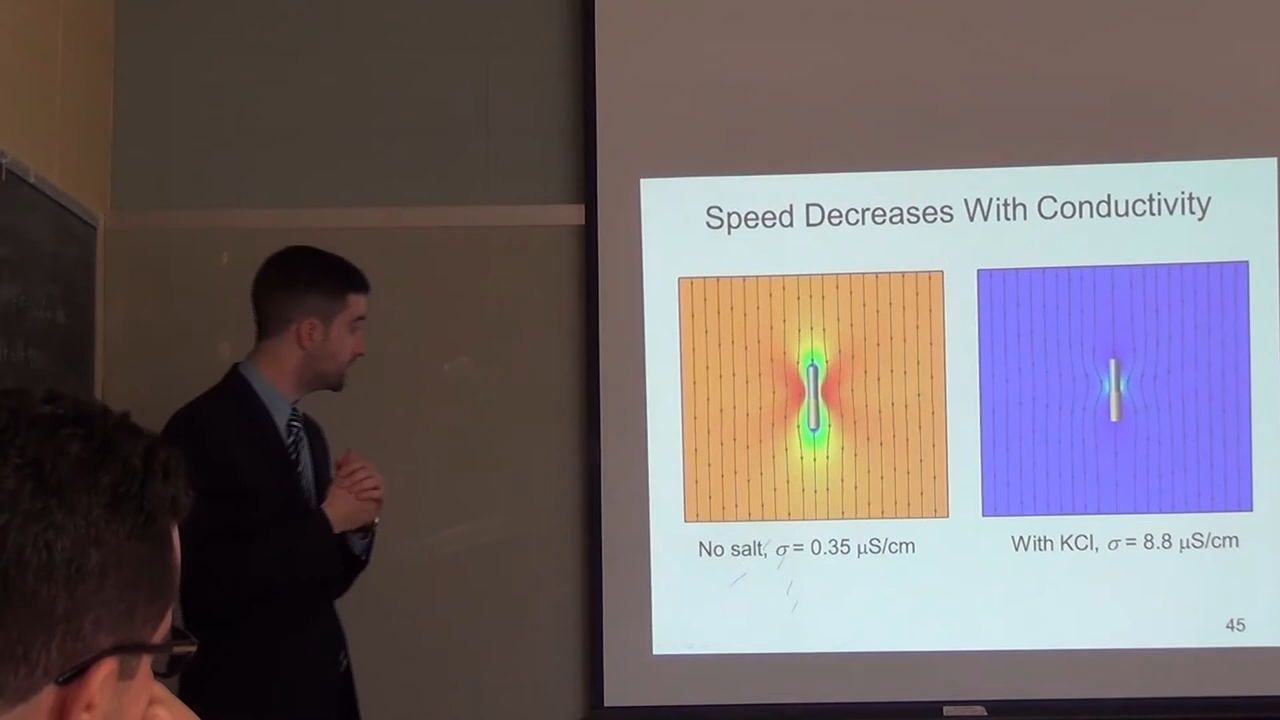 Speed Decreases With Conductivity
No salt, σ = 0.35 μS/cm
With KCl, σ = 8.8 μS/cm
45